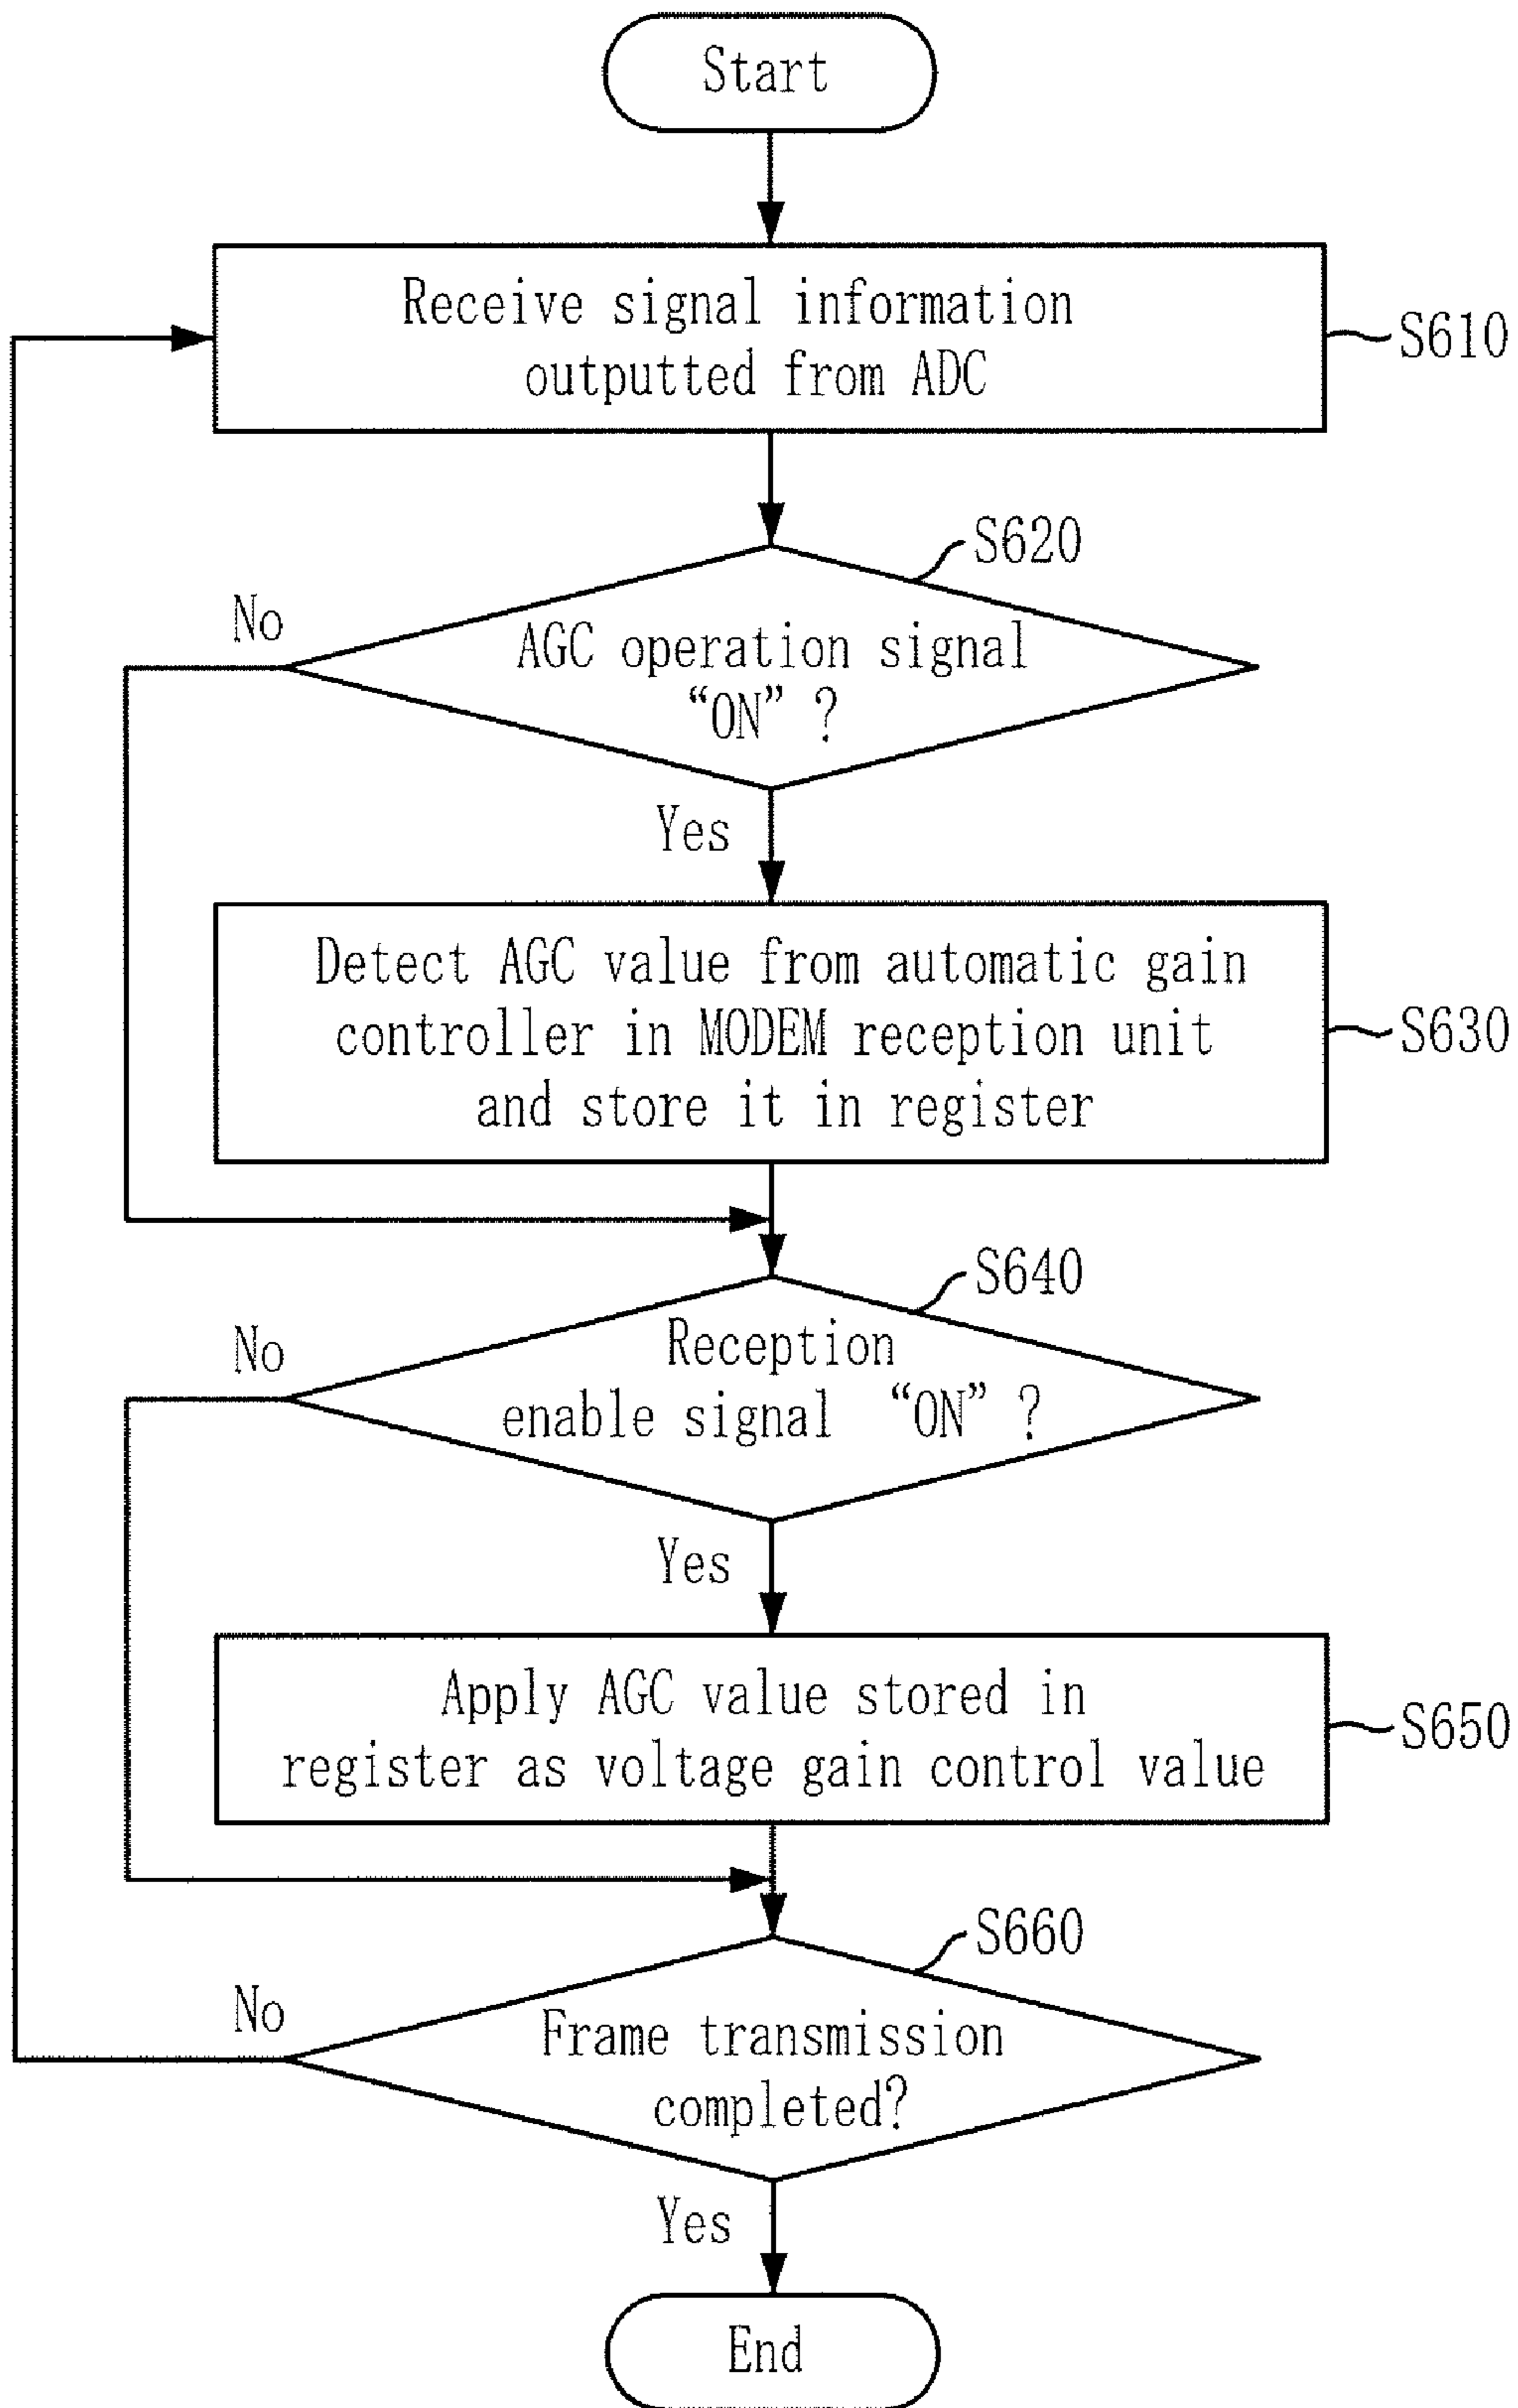 Start
Receive signal information
outputted from ADC
S610
S620
No
AGC operation signal
“ON” ?
Yes
Detect AGC value from automatic gain
controller in MODEM reception unit
and store it in register
S630
S640
No
Reception
enable signal “ON” ?
Yes
Apply AGC value stored in
register as voltage gain control value
S650
S660
No
Frame transmission
completed?
Yes
End